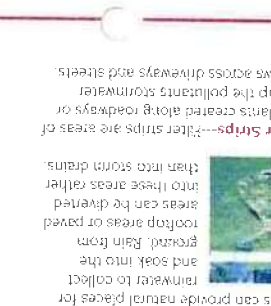 s can provide natural places for
rainwater to collect
and soak into the
ground. Rain from
rooftop areas or paved
areas can be diverted
into these areas rather
than into storm drains.
r Strips---Filter strips are areas of
lants created along roadways or
p the pollutants stormwater
ws across driveways and streets.